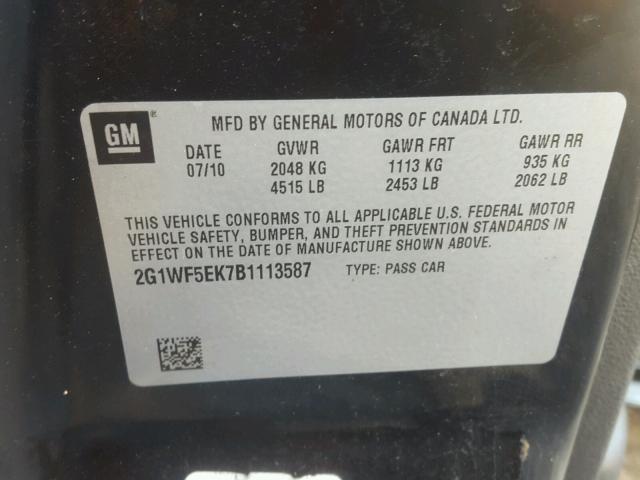 GM
®
MFD BY GENERAL MOTORS OF CANADA LTD.
DATE GVWR GAWR FRT GAWR RR
07/10 2048 KG 1113 KG 935 KG
4515 LB 2453 LB 2062 LB
THIS VEHICLE CONFORMS TO ALL APPLICABLE U.S. FEDERAL MOTOR
VEHICLE SAFETY, BUMPER, AND THEFT PREVENTION STANDARDS IN
EFFECT ON THE DATE OF MANUFACTURE SHOWN ABOVE.
2G1WF5EK7B1113587 TYPE: PASS CAR